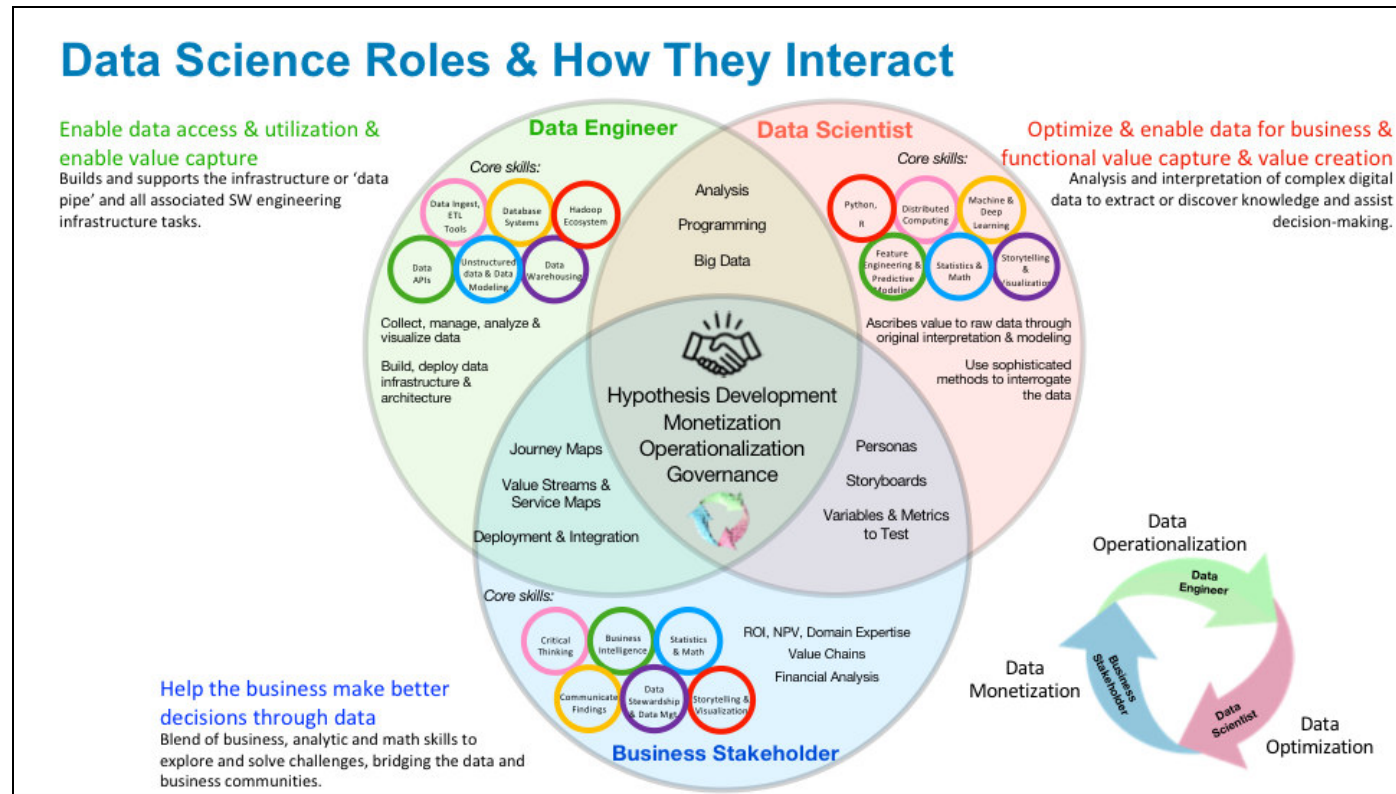 Data Science Roles & How They Interact
Enable data access & utilization &
enable value capture
Builds and supports the infrastructure or ‘data
pipe’ and all associated SW engineering
infrastructure tasks.
Data Engineer
Core skills:
Data Ingest,
ETL
Tools
Database
Systems
Hadoop
Ecosystem
Data
APIs
Unstructured
data & Data
Modeling
Data
Warehousing
Collect, manage, analyze &
visualize data
Build, deploy data
infrastructure &
architecture
Analysis
Programming
Big Data
Data Scientist
Core skills:
Python,
R
Distributed
Computing
Machine &
Deep
Learning
Feature
Engineering &
Predictive
Modeling
Statistics &
Math
Storytelling
&
Visualization
Ascribes value to raw data through
original interpretation & modeling
Use sophisticated
methods to interrogate
the data
Optimize & enable data for business &
functional value capture & value creation
Analysis and interpretation of complex digital
data to extract or discover knowledge and assist
decision-making.
Hypothesis Development
Monetization
Operationalization
Governance
Journey Maps
Value Streams &
Service Maps
Deployment & Integration
Personas
Storyboards
Variables & Metrics
to Test
Core skills:
Critical
Thinking
Business
Intelligence
Statistics
& Math
Communicate
Findings
Data
Stewardship
& Data Mgt
Storytelling &
Visualization
ROI, NPV, Domain Expertise
Value Chains
Financial Analysis
Business Stakeholder
Help the business make better
decisions through data
Blend of business, analytic and math skills to
explore and solve challenges, bridging the data and
business communities.
Data
Operationalization
Data
Engineer
Data
Monetization
Business
Stakeholder
Data
Scientist
Data
Optimization